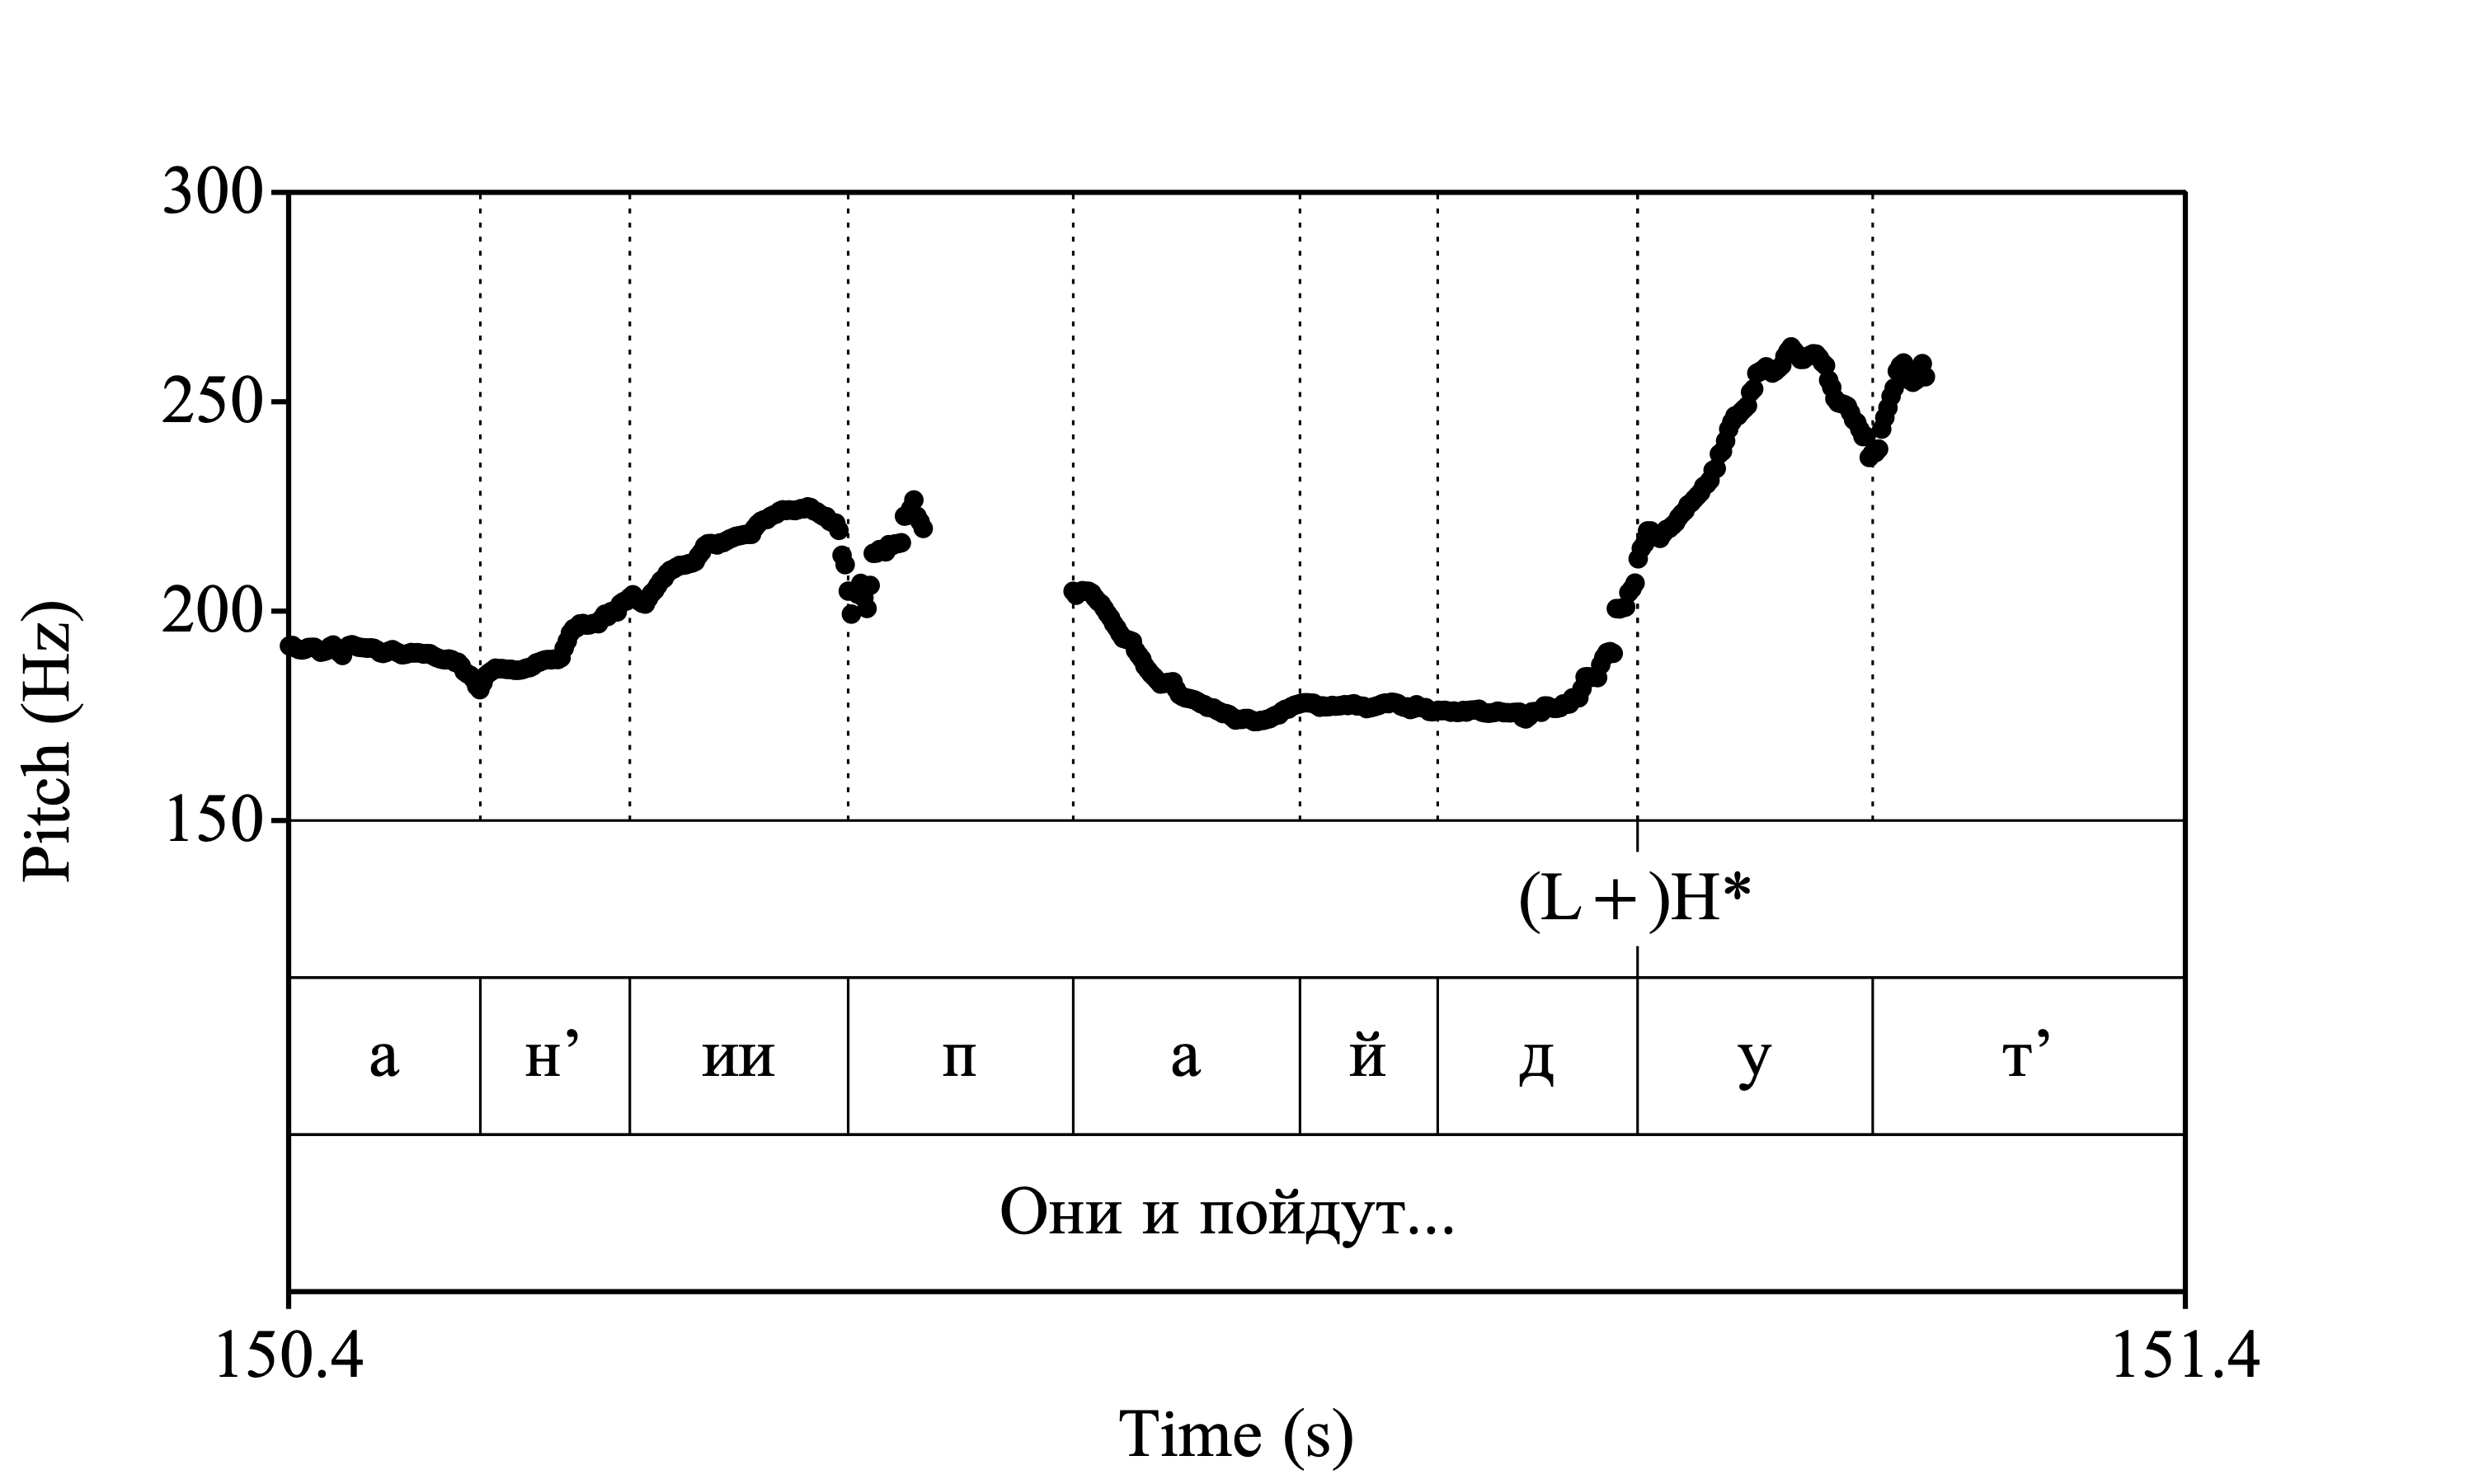 300
250
200
150
Pitch (Hz)
(L+)H*
а н’ ии п а й д у т’
Они и пойдут...
150.4 151.4
Time (s)